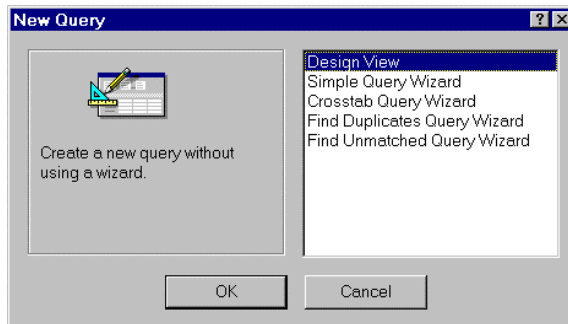 New Query
Design View
Simple Query Wizard
Crosstab Query Wizard
Find Duplicates Query Wizard
Find Unmatched Query Wizard
Create a new query without
using a wizard.
OK
Cancel